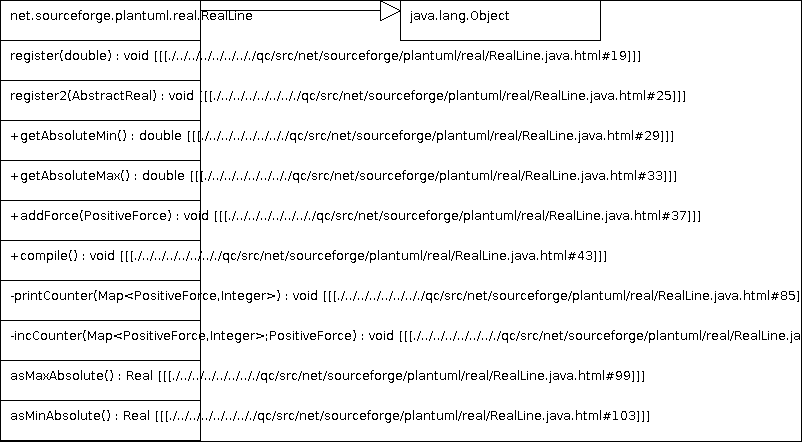 net.sourceforge.plantuml.real.RealLine
java.lang.Object
register(double) : void [[[./../../../../../../../qc/src/net/sourceforge/plantuml/real/RealLine.java.html#19]]]
register2(AbstractReal) : void [[[./../../../../../../../qc/src/net/sourceforge/plantuml/real/RealLine.java.html#25]]]
+getAbsoluteMin() : double [[[./../../../../../../../qc/src/net/sourceforge/plantuml/real/RealLine.java.html#29]]]
+getAbsoluteMax() : double [[[./../../../../../../../qc/src/net/sourceforge/plantuml/real/RealLine.java.html#33]]]
+addForce(PositiveForce) : void [[[./../../../../../../../qc/src/net/sourceforge/plantuml/real/RealLine.java.html#37]]]
+compile() : void [[[./../../../../../../../qc/src/net/sourceforge/plantuml/real/RealLine.java.html#43]]]
-printCounter(Map<PositiveForce,Integer>) : void [[[./../../../../../../../qc/src/net/sourceforge/plantuml/real/RealLine.java.html#85]
-incCounter(Map<PositiveForce,Integer>;PositiveForce) : void [[[./../../../../../../../qc/src/net/sourceforge/plantuml/real/RealLine.ja
asMaxAbsolute() : Real [[[./../../../../../../../qc/src/net/sourceforge/plantuml/real/RealLine.java.html#99]]]
asMinAbsolute() : Real [[[./../../../../../../../qc/src/net/sourceforge/plantuml/real/RealLine.java.html#103]]]